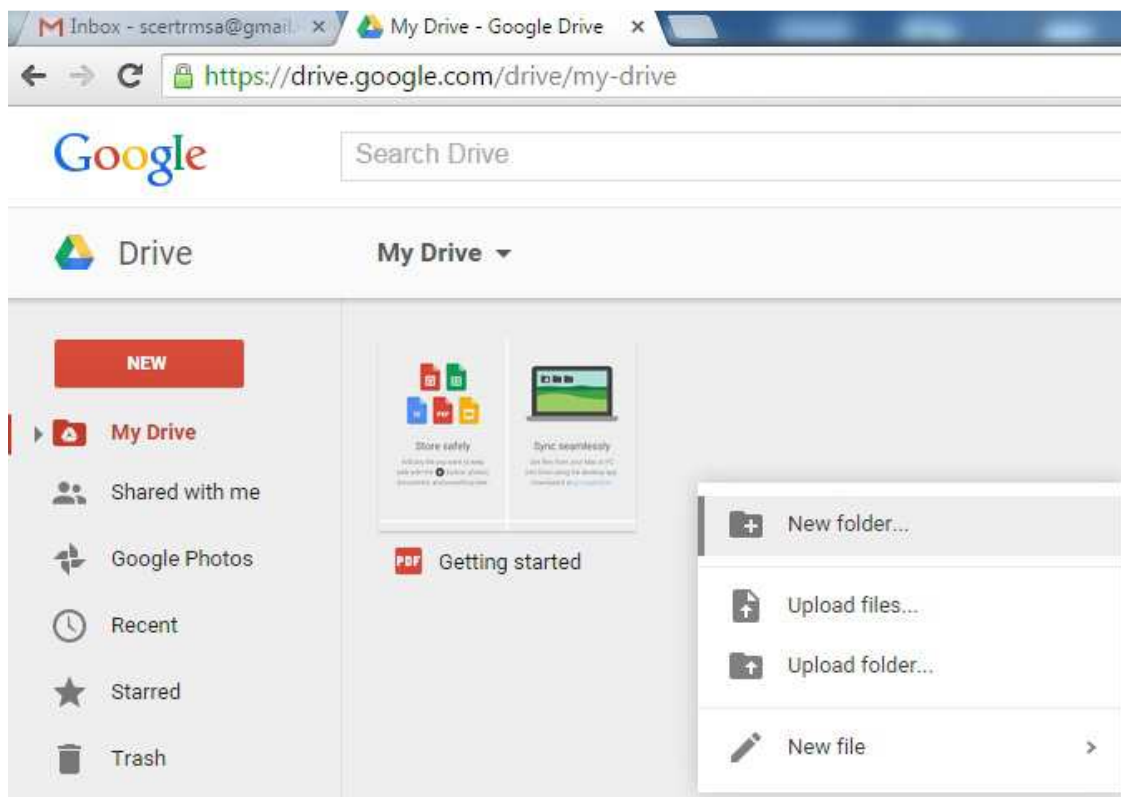 Inbox - scertrmsa@gmail.
My Drive - Google Drive
https://drive.google.com/drive/my-drive
Google
Search Drive
Drive
My Drive
NEW
My Drive
Shared with me
Google Photos
Recent
Starred
Trash
Store safely
Sync seamlessly
PDF
Getting started
New folder...
Upload files...
Upload folder...
New file